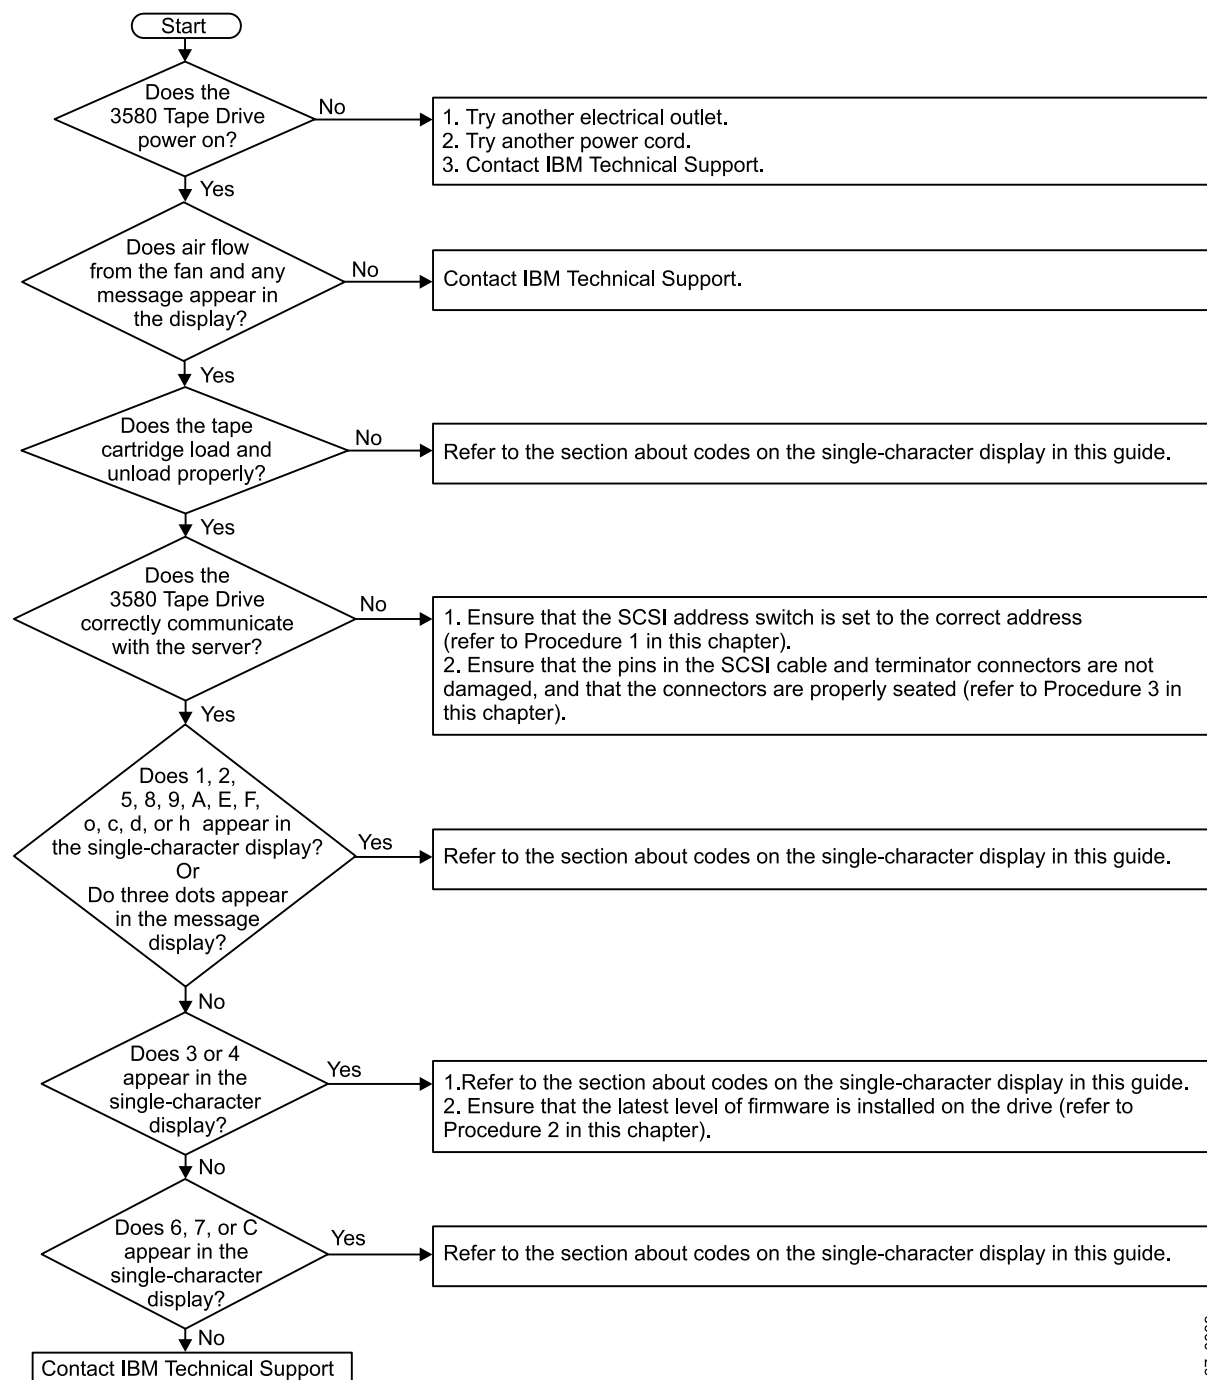 Start
Does the
3580 Tape Drive
power on?
No
1. Try another electrical outlet.
2. Try another power cord.
3. Contact IBM Technical Support.
Yes
Does air flow
from the fan and any
message appear in
the display?
No
Contact IBM Technical Support.
Yes
Does the tape
cartridge load and
unload properly?
No
Refer to the section about codes on the single-character display in this guide.
Yes
Does the
3580 Tape Drive
correctly communicate
with the server?
No
1. Ensure that the SCSI address switch is set to the correct address
(refer to Procedure 1 in this chapter).
2. Ensure that the pins in the SCSI cable and terminator connectors are not
damaged, and that the connectors are properly seated (refer to Procedure 3 in
this chapter).
Yes
Does 1, 2,
5, 8, 9, A, E, F,
o, c, d, or h appear in
the single-character display?
Or
Do three dots appear
in the message
display?
Yes
Refer to the section about codes on the single-character display in this guide.
No
Does 3 or 4
appear in the
single-character
display?
Yes
1.Refer to the section about codes on the single-character display in this guide.
2. Ensure that the latest level of firmware is installed on the drive (refer to
Procedure 2 in this chapter).
No
Does 6, 7, or C
appear in the
single-character
display?
Yes
Refer to the section about codes on the single-character display in this guide.
No
Contact IBM Technical Support